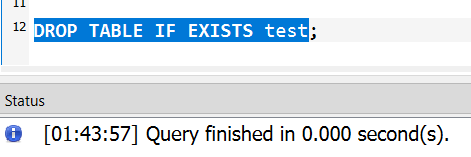 11
12 DROP TABLE IF EXISTS test;
Status
[01:43:57] Query finished in 0.000 second(s).